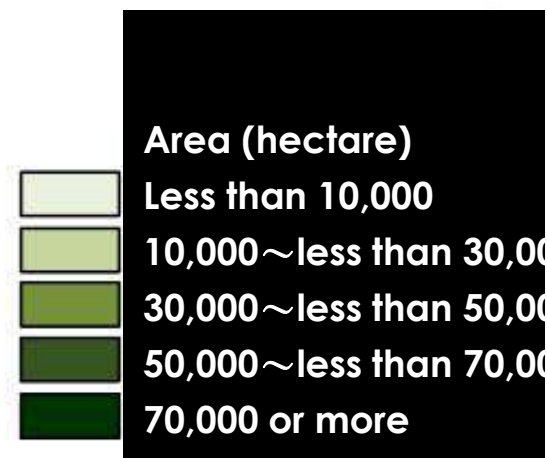 Area (hectare)
Less than 10,000
10,000～less than 30,00
30,000～less than 50,00
50,000～less than 70,00
70,000 or more